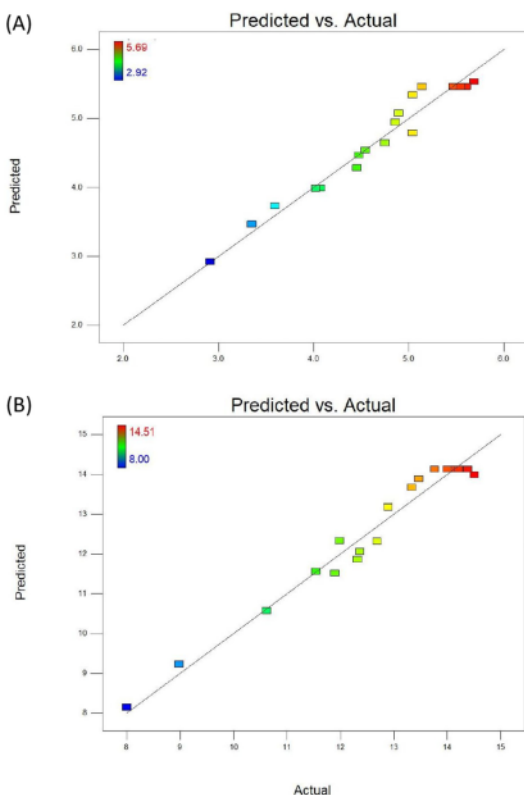 (A)
Predicted vs. Actual
5.69
2.92
6.0
5.0
4.0
3.0
2.0
Predicted
2.0 3.0 4.0 5.0 6.0
(B)
Predicted vs. Actual
14.51
8.00
15
14
13
12
11
10
9
8
Predicted
8 9 10 11 12 13 14 15
Actual